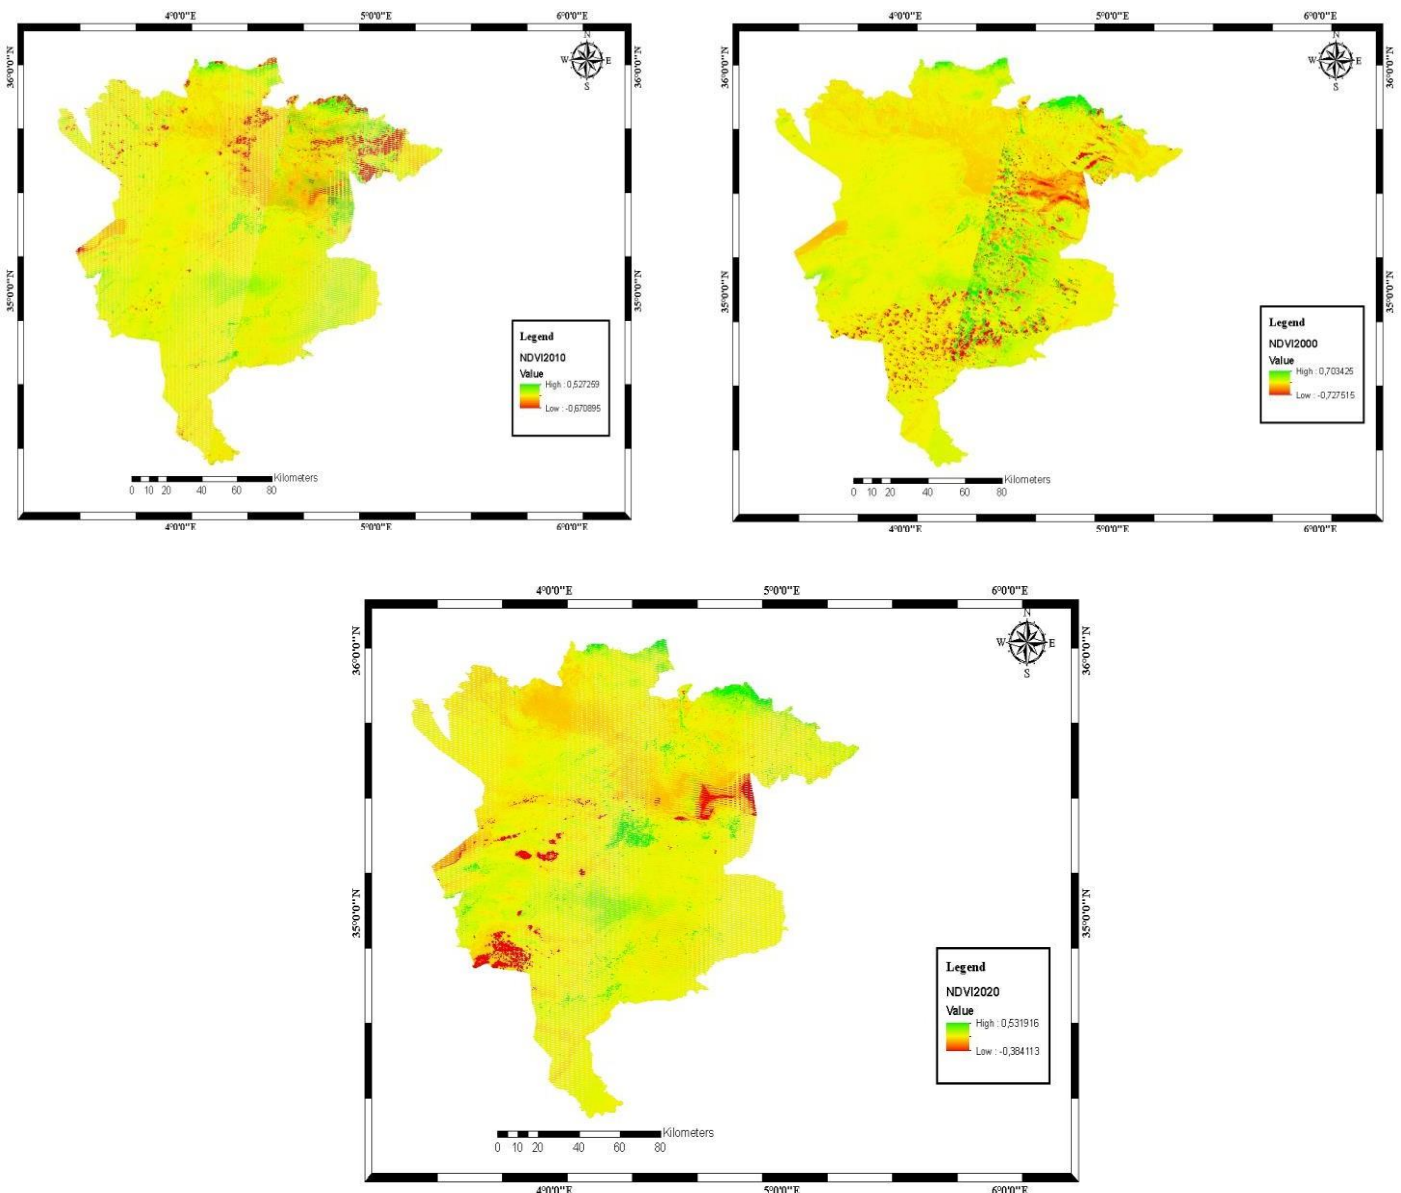 4°0'0"E 5°0'0"E 6°0'0"E
N
W E
S
36°0'0"N 36°0'0"N
35°0'0"N 35°0'0"N
Legend
NDVI2010
Value
High : 0,527259
Low : -0,670895
Kilometers
0 10 20 40 60 80
4°0'0"E 5°0'0"E 6°0'0"E
4°0'0"E 5°0'0"E 6°0'0"E
N
W E
S
36°0'0"N 36°0'0"N
35°0'0"N 35°0'0"N
Legend
NDVI2000
Value
High : 0,703425
Low : -0,727515
Kilometers
0 10 20 40 60 80
4°0'0"E 5°0'0"E 6°0'0"E
4°0'0"E 5°0'0"E 6°0'0"E
N
W E
S
36°0'0"N 36°0'0"N
35°0'0"N 35°0'0"N
Legend
NDVI2020
Value
High : 0,531916
Low : -0,384113
Kilometers
0 10 20 40 60 80
4°0'0"E 5°0'0"E 6°0'0"E